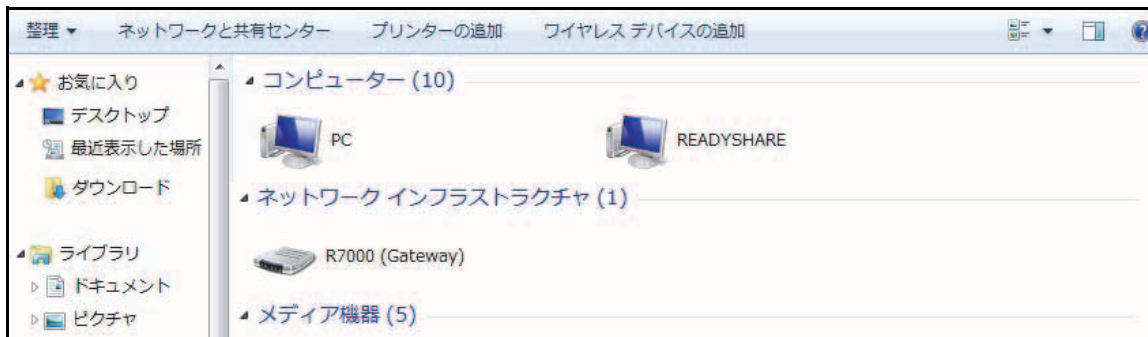 整理 ネットワークと共有センター プリンターの追加 ワイヤレス デバイスの追加
お気に入り
デスクトップ
最近表示した場所
ダウンロード
ライブラリ
ドキュメント
ピクチャ
コンピューター (10)
PC READYSHARE
ネットワーク インフラストラクチャ (1)
R7000 (Gateway)
メディア機器 (5)